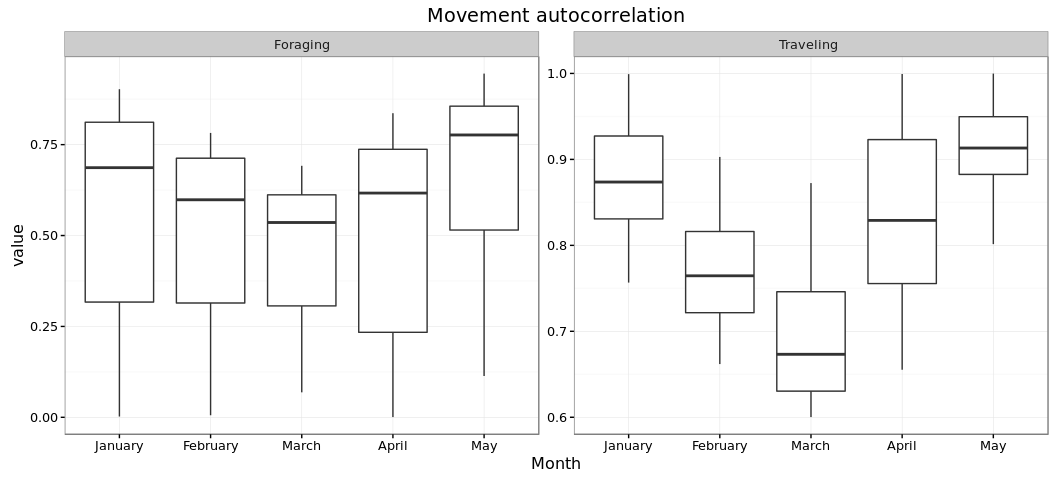 Movement autocorrelation
Foraging
Traveling
value
0.75
0.50
0.25
0.00
1.0
0.9
0.8
0.7
0.6
January February March April May
January February March April May
Month